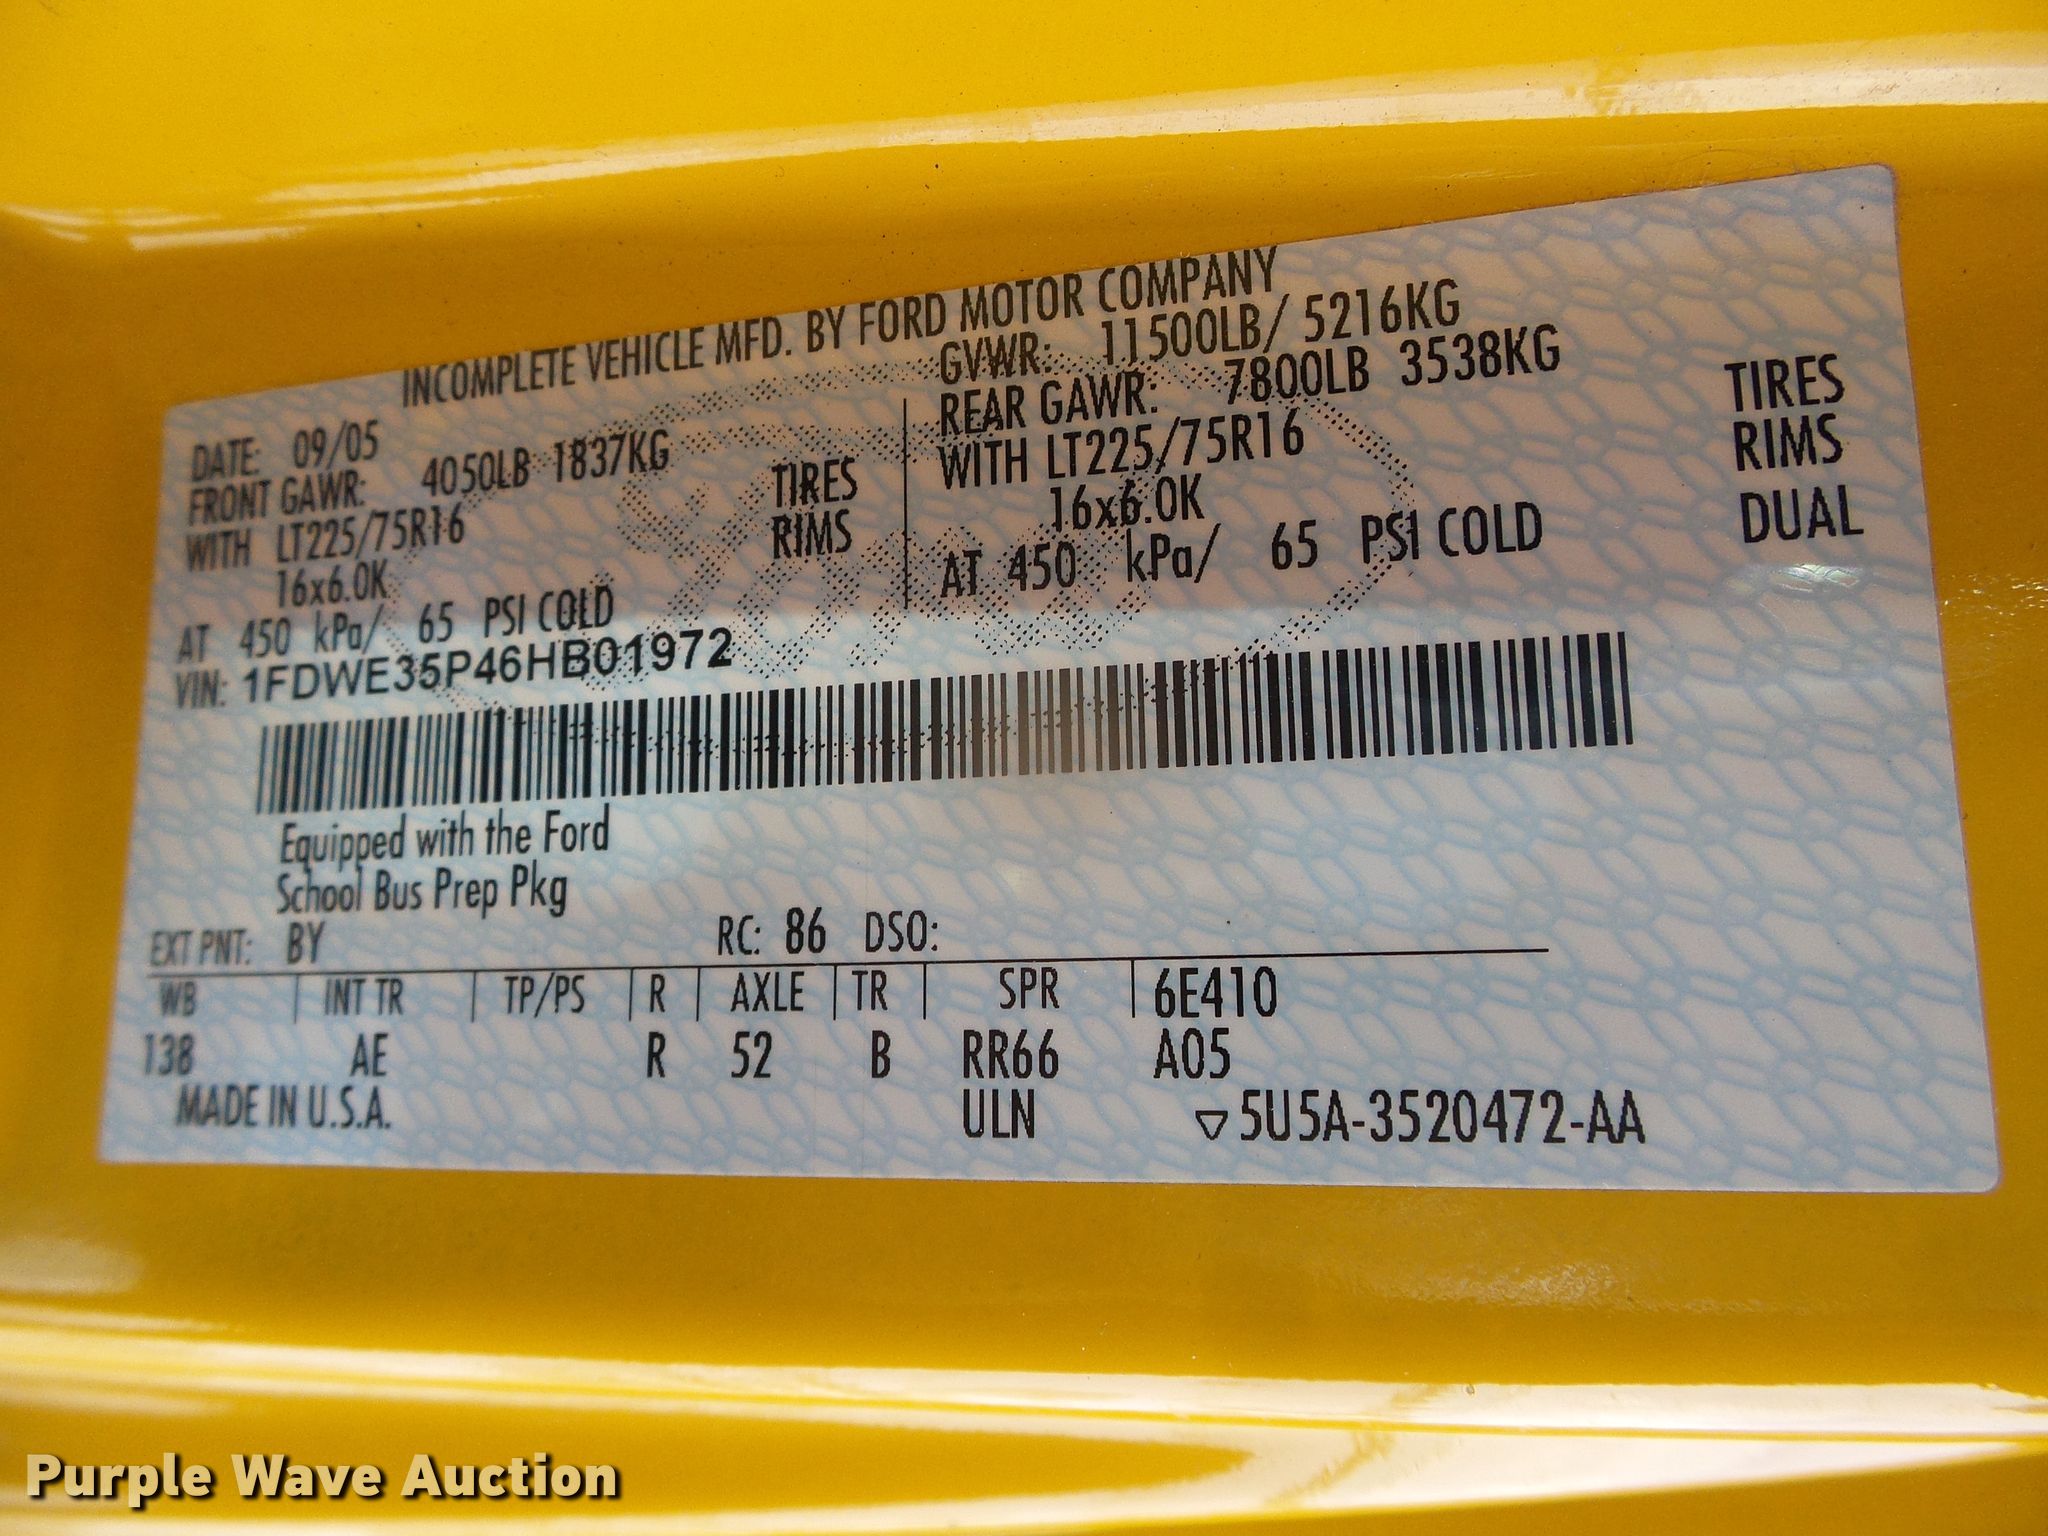 INCOMPLETE VEHICLE MFD. BY FORD MOTOR COMPANY
DATE: 09/05
GVWR: 11500LB/ 5216KG
FRONT GAWR: 4050LB 1837KG
REAR GAWR: 7800LB 3538KG
WITH LT225/75R16 TIRES
16x6.0K RIMS
WITH LT225/75R16 TIRES
16x6.0K RIMS
AT 450 kPa/ 65 PSI COLD
AT 450 kPa/ 65 PSI COLD DUAL
VIN: 1FDWE35P46HB01972
Equipped with the Ford
School Bus Prep Pkg
EXT PNT: BY RC: 86 DSO:
WB | INT TR | TP/PS | R | AXLE | TR | SPR | 6E410
138 AE R 52 B RR66 A05
MADE IN U.S.A. ULN ▽5U5A-3520472-AA
Purple Wave Auction